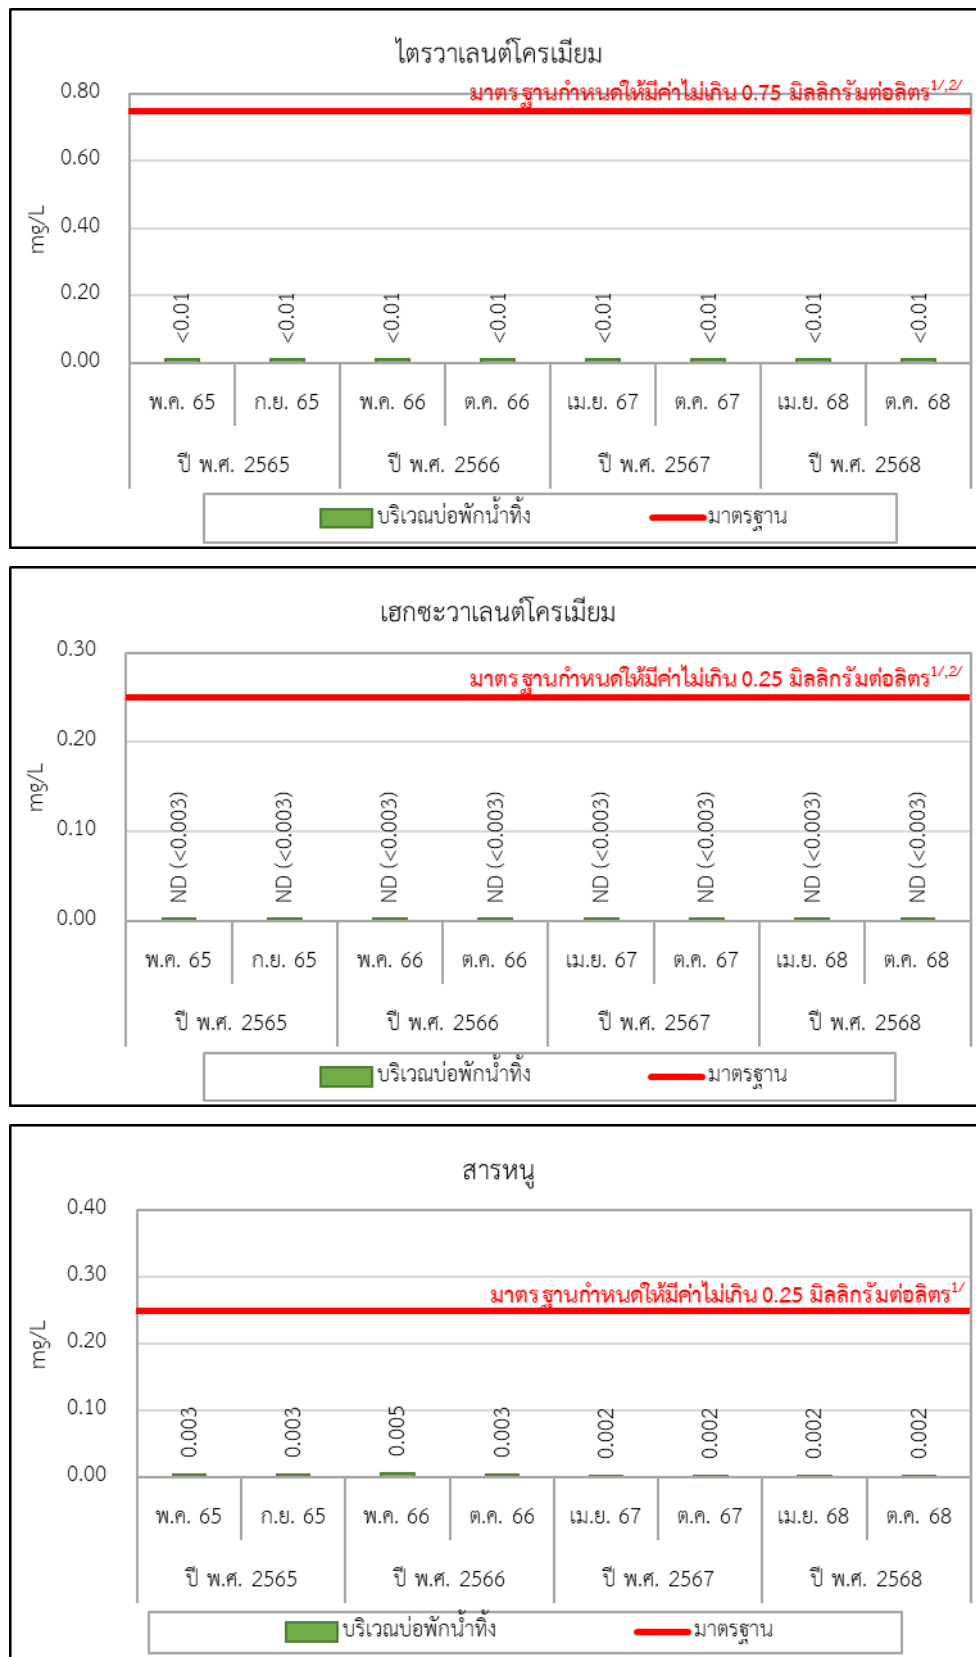 ไตรวาเลนต์โครเมียม
มาตรฐานกำหนดให้มีค่าไม่เกิน 0.75 มิลลิกรัมต่อลิตร1/,2/
0.80
0.60
0.40
0.20
0.00
mg/L
<0.01 <0.01 <0.01 <0.01 <0.01 <0.01 <0.01 <0.01
พ.ค. 65 ก.ย. 65 พ.ค. 66 ต.ค. 66 เม.ย. 67 ต.ค. 67 เม.ย. 68 ต.ค. 68
ปี พ.ศ. 2565 ปี พ.ศ. 2566 ปี พ.ศ. 2567 ปี พ.ศ. 2568
บริเวณบ่อพักน้ำทิ้ง มาตรฐาน
เฮกซะวาเลนต์โครเมียม
มาตรฐานกำหนดให้มีค่าไม่เกิน 0.25 มิลลิกรัมต่อลิตร1/,2/
0.30
0.20
0.10
0.00
mg/L
ND (<0.003) ND (<0.003) ND (<0.003) ND (<0.003) ND (<0.003) ND (<0.003) ND (<0.003) ND (<0.003)
พ.ค. 65 ก.ย. 65 พ.ค. 66 ต.ค. 66 เม.ย. 67 ต.ค. 67 เม.ย. 68 ต.ค. 68
ปี พ.ศ. 2565 ปี พ.ศ. 2566 ปี พ.ศ. 2567 ปี พ.ศ. 2568
บริเวณบ่อพักน้ำทิ้ง มาตรฐาน
สารหนู
มาตรฐานกำหนดให้มีค่าไม่เกิน 0.25 มิลลิกรัมต่อลิตร1/
0.40
0.30
0.20
0.10
0.00
mg/L
0.003 0.003 0.005 0.003 0.002 0.002 0.002 0.002
พ.ค. 65 ก.ย. 65 พ.ค. 66 ต.ค. 66 เม.ย. 67 ต.ค. 67 เม.ย. 68 ต.ค. 68
ปี พ.ศ. 2565 ปี พ.ศ. 2566 ปี พ.ศ. 2567 ปี พ.ศ. 2568
บริเวณบ่อพักน้ำทิ้ง มาตรฐาน